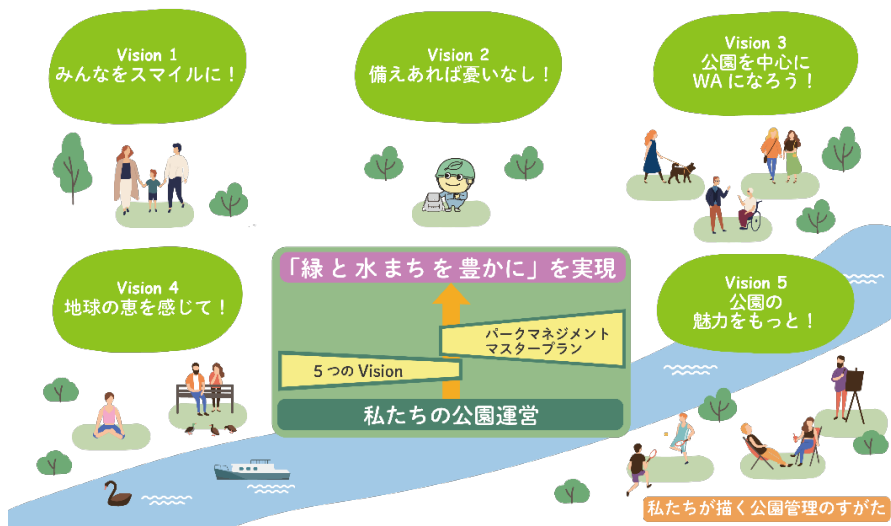 Vision 1
みんなをスマイルに！
Vision 2
備えあれば憂いなし！
Vision 3
公園を中心に
WAになろう！
Vision 4
地球の恵を感じて！
「緑と水まちを豊かに」を実現
パークマネジメント
マスタープラン
5つのVision
私たちの公園運営
Vision 5
公園の
魅力をもっと！
私たちが描く公園管理のすがた